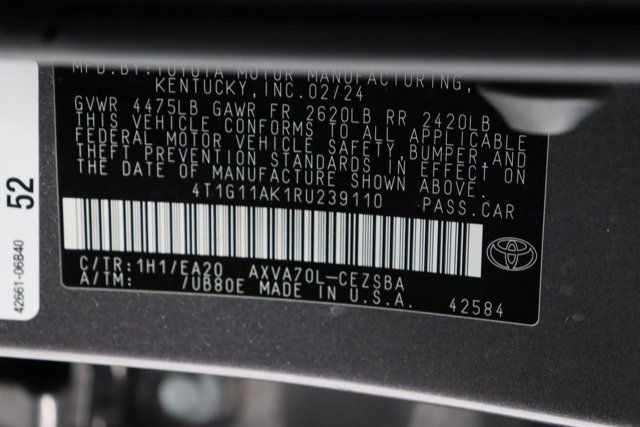 MFD. BY: TOYOTA MOTOR MANUFACTURING,
KENTUCKY, INC. 02/24
GVWR 4475LB GAWR FR 2620LB RR 2420LB
THIS VEHICLE CONFORMS TO ALL APPLICABLE
FEDERAL MOTOR VEHICLE SAFETY, BUMPER AND
THEFT PREVENTION STANDARDS IN EFFECT ON
THE DATE OF MANUFACTURE SHOWN ABOVE.
4T1G11AK1RU239110 PASS.CAR
C/TR: 1H1/EA20 AXVA70L-CEZSBA
A/TM: /UB80E MADE IN U.S.A.
42584
52
42661-06840